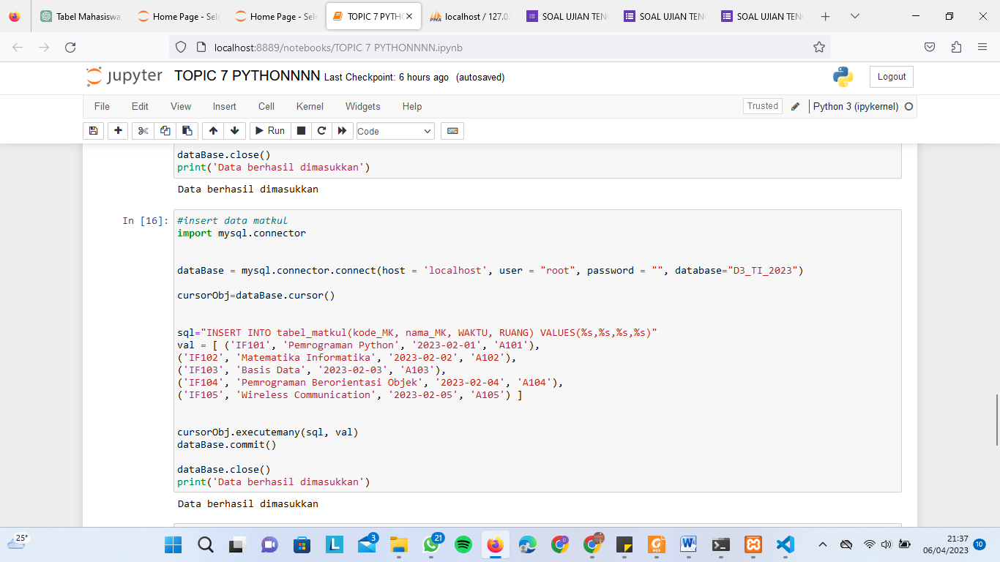 Tabel Mahasiswa
Home Page - Sele
Home Page - Sele
TOPIC 7 PYTHO
localhost / 127.0.
SOAL UJIAN TEN
SOAL UJIAN TEN
SOAL UJIAN TEN
localhost:8889/notebooks/TOPIC 7 PYTHONNNN.ipynb
jupyter TOPIC 7 PYTHONNNN Last Checkpoint: 6 hours ago (autosaved)
Logout
File Edit View Insert Cell Kernel Widgets Help
Trusted Python 3 (ipykernel)
Run Code
dataBase.close()
print('Data berhasil dimasukkan')
Data berhasil dimasukkan
In [16]: #insert data matkul
import mysql.connector
dataBase = mysql.connector.connect(host = 'localhost', user = "root", password = "", database="D3_TI_2023")
cursorObj=dataBase.cursor()
sql="INSERT INTO tabel_matkul(kode_MK, nama_MK, WAKTU, RUANG) VALUES(%s,%s,%s,%s)"
val = [ ('IF101', 'Pemrograman Python', '2023-02-01', 'A101'),
('IF102', 'Matematika Informatika', '2023-02-02', 'A102'),
('IF103', 'Basis Data', '2023-02-03', 'A103'),
('IF104', 'Pemrograman Berorientasi Objek', '2023-02-04', 'A104'),
('IF105', 'Wireless Communication', '2023-02-05', 'A105') ]
cursorObj.executemany(sql, val)
dataBase.commit()
dataBase.close()
print('Data berhasil dimasukkan')
Data berhasil dimasukkan
25°
3
21
21:37
06/04/2023
10